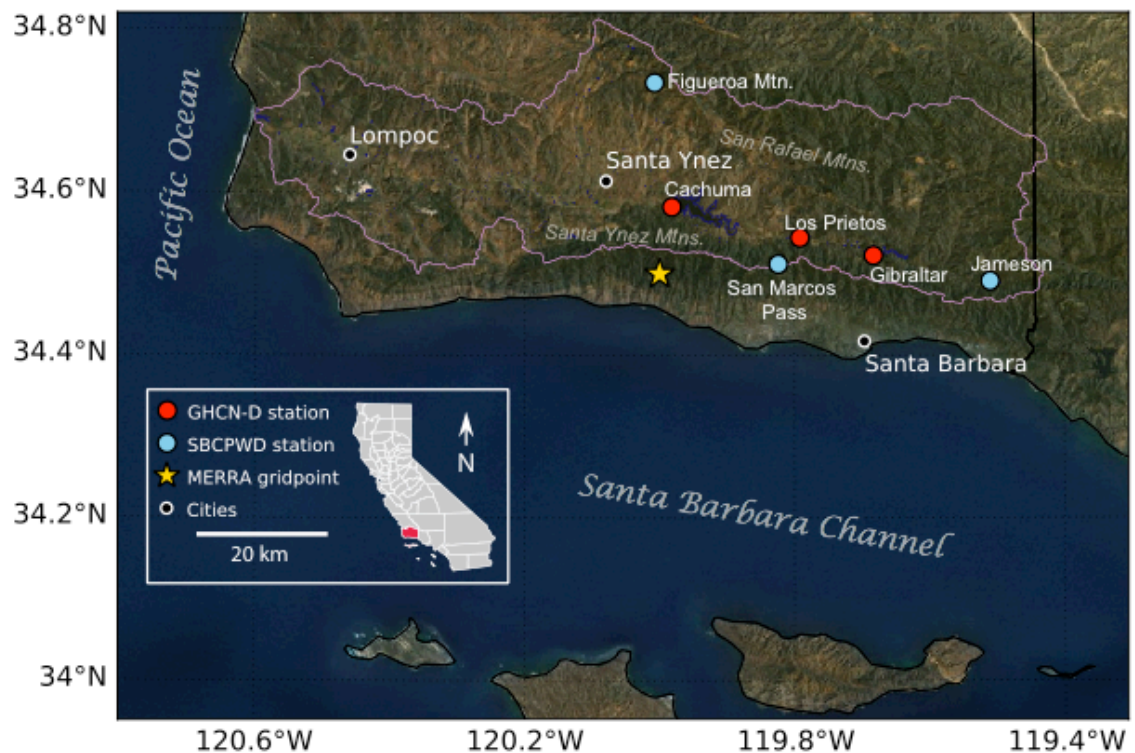 34.8°N
34.6°N
34.4°N
34.2°N
34°N
120.6°W
120.2°W
119.8°W
119.4°W
Pacific Ocean
Figueroa Mtn.
San Rafael Mtns.
Lompoc
Santa Ynez
Cachuma
Santa Ynez Mtns.
Los Prietos
San Marcos
Pass
Gibraltar
Jameson
Santa Barbara
Santa Barbara Channel
GHCN-D station
SBCPWD station
MERRA gridpoint
Cities
20 km
N